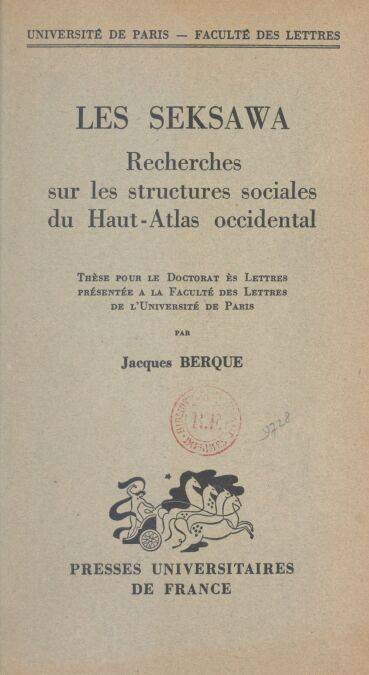 UNIVERSITÉ DE PARIS — FACULTÉ DES LETTRES
LES SEKSAWA
Recherches
sur les structures sociales
du Haut-Atlas occidental
THÈSE POUR LE DOCTORAT ÈS LETTRES
PRÉSENTÉE A LA FACULTÉ DES LETTRES
DE L'UNIVERSITÉ DE PARIS
PAR
Jacques BERQUE
PRESSES UNIVERSITAIRES
DE FRANCE